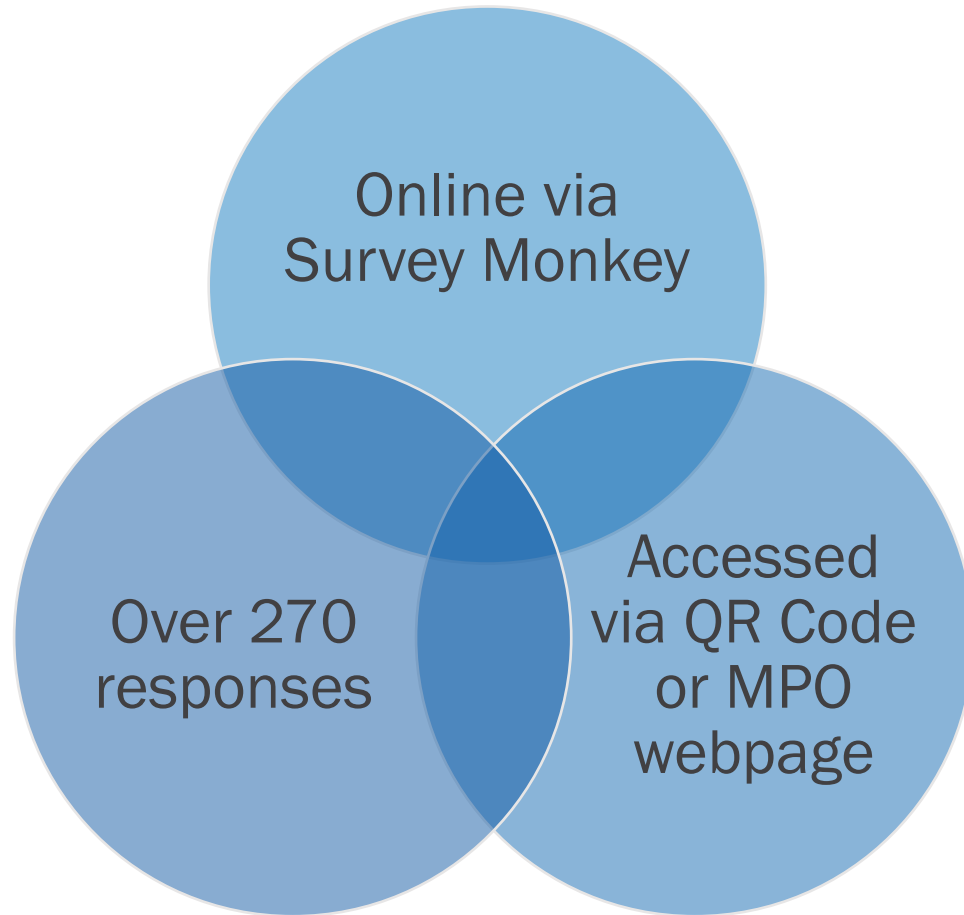 Online via
Survey Monkey
Over 270
responses
Accessed
via QR Code
or MPO
webpage